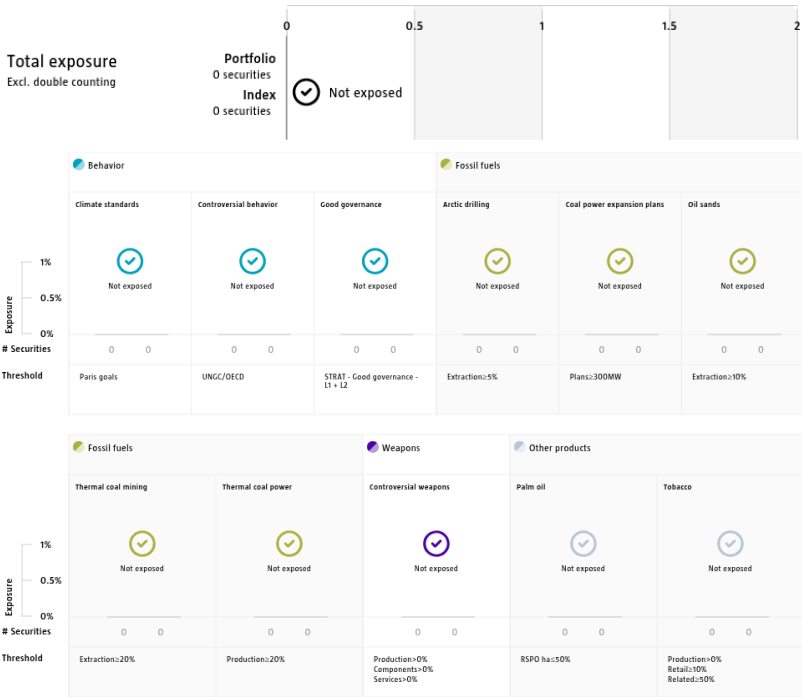 0 0.5 1 1.5 2
Total exposure
Excl. double counting
Portfolio
0 securities
Index
0 securities
Not exposed
Behavior Fossil fuels
Climate standards Controversial behavior Good governance Arctic drilling Coal power expansion plans Oil sands
Not exposed Not exposed Not exposed Not exposed Not exposed Not exposed
Exposure
1%
0.5%
0%
# Securities 0 0 0 0 0 0 0 0 0 0 0 0
Threshold Paris goals UNGC/OECD STRAT - Good governance - Extraction≥5% Plans≥300MW Extraction≥10%
L1 + L2
Fossil fuels Weapons Other products
Thermal coal mining Thermal coal power Controversial weapons Palm oil Tobacco
Not exposed Not exposed Not exposed Not exposed Not exposed
Exposure
1%
0.5%
0%
# Securities 0 0 0 0 0 0 0 0 0 0
Threshold Extraction≥20% Production≥20% Production>0% RSPO ha≤50% Production>0%
Components>0% Retail≥10%
Services>0% Related≥50%